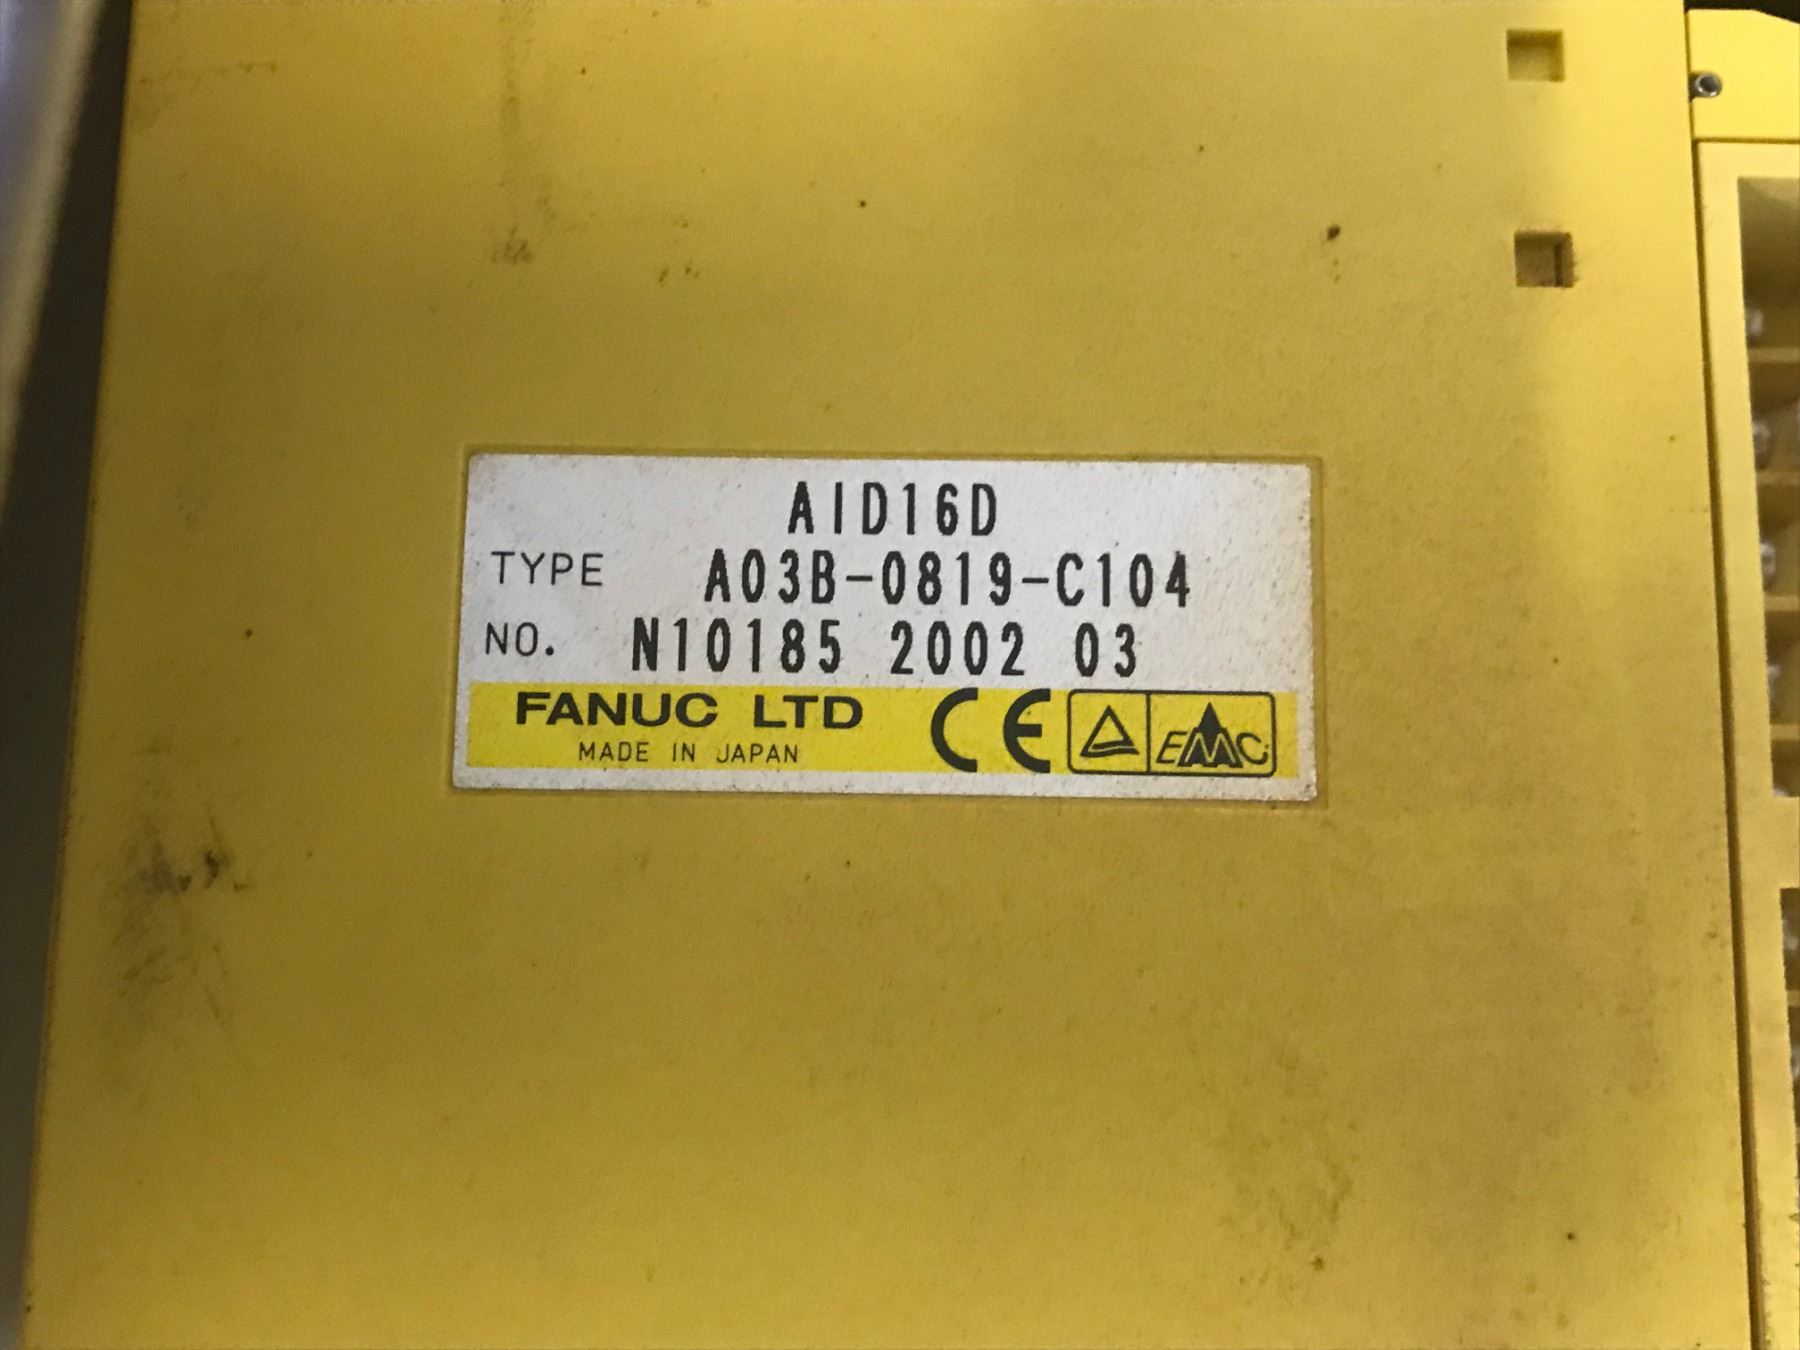 AID16D
TYPE A03B-0819-C104
NO. N10185 2002 03
FANUC LTD CE EMC
MADE IN JAPAN